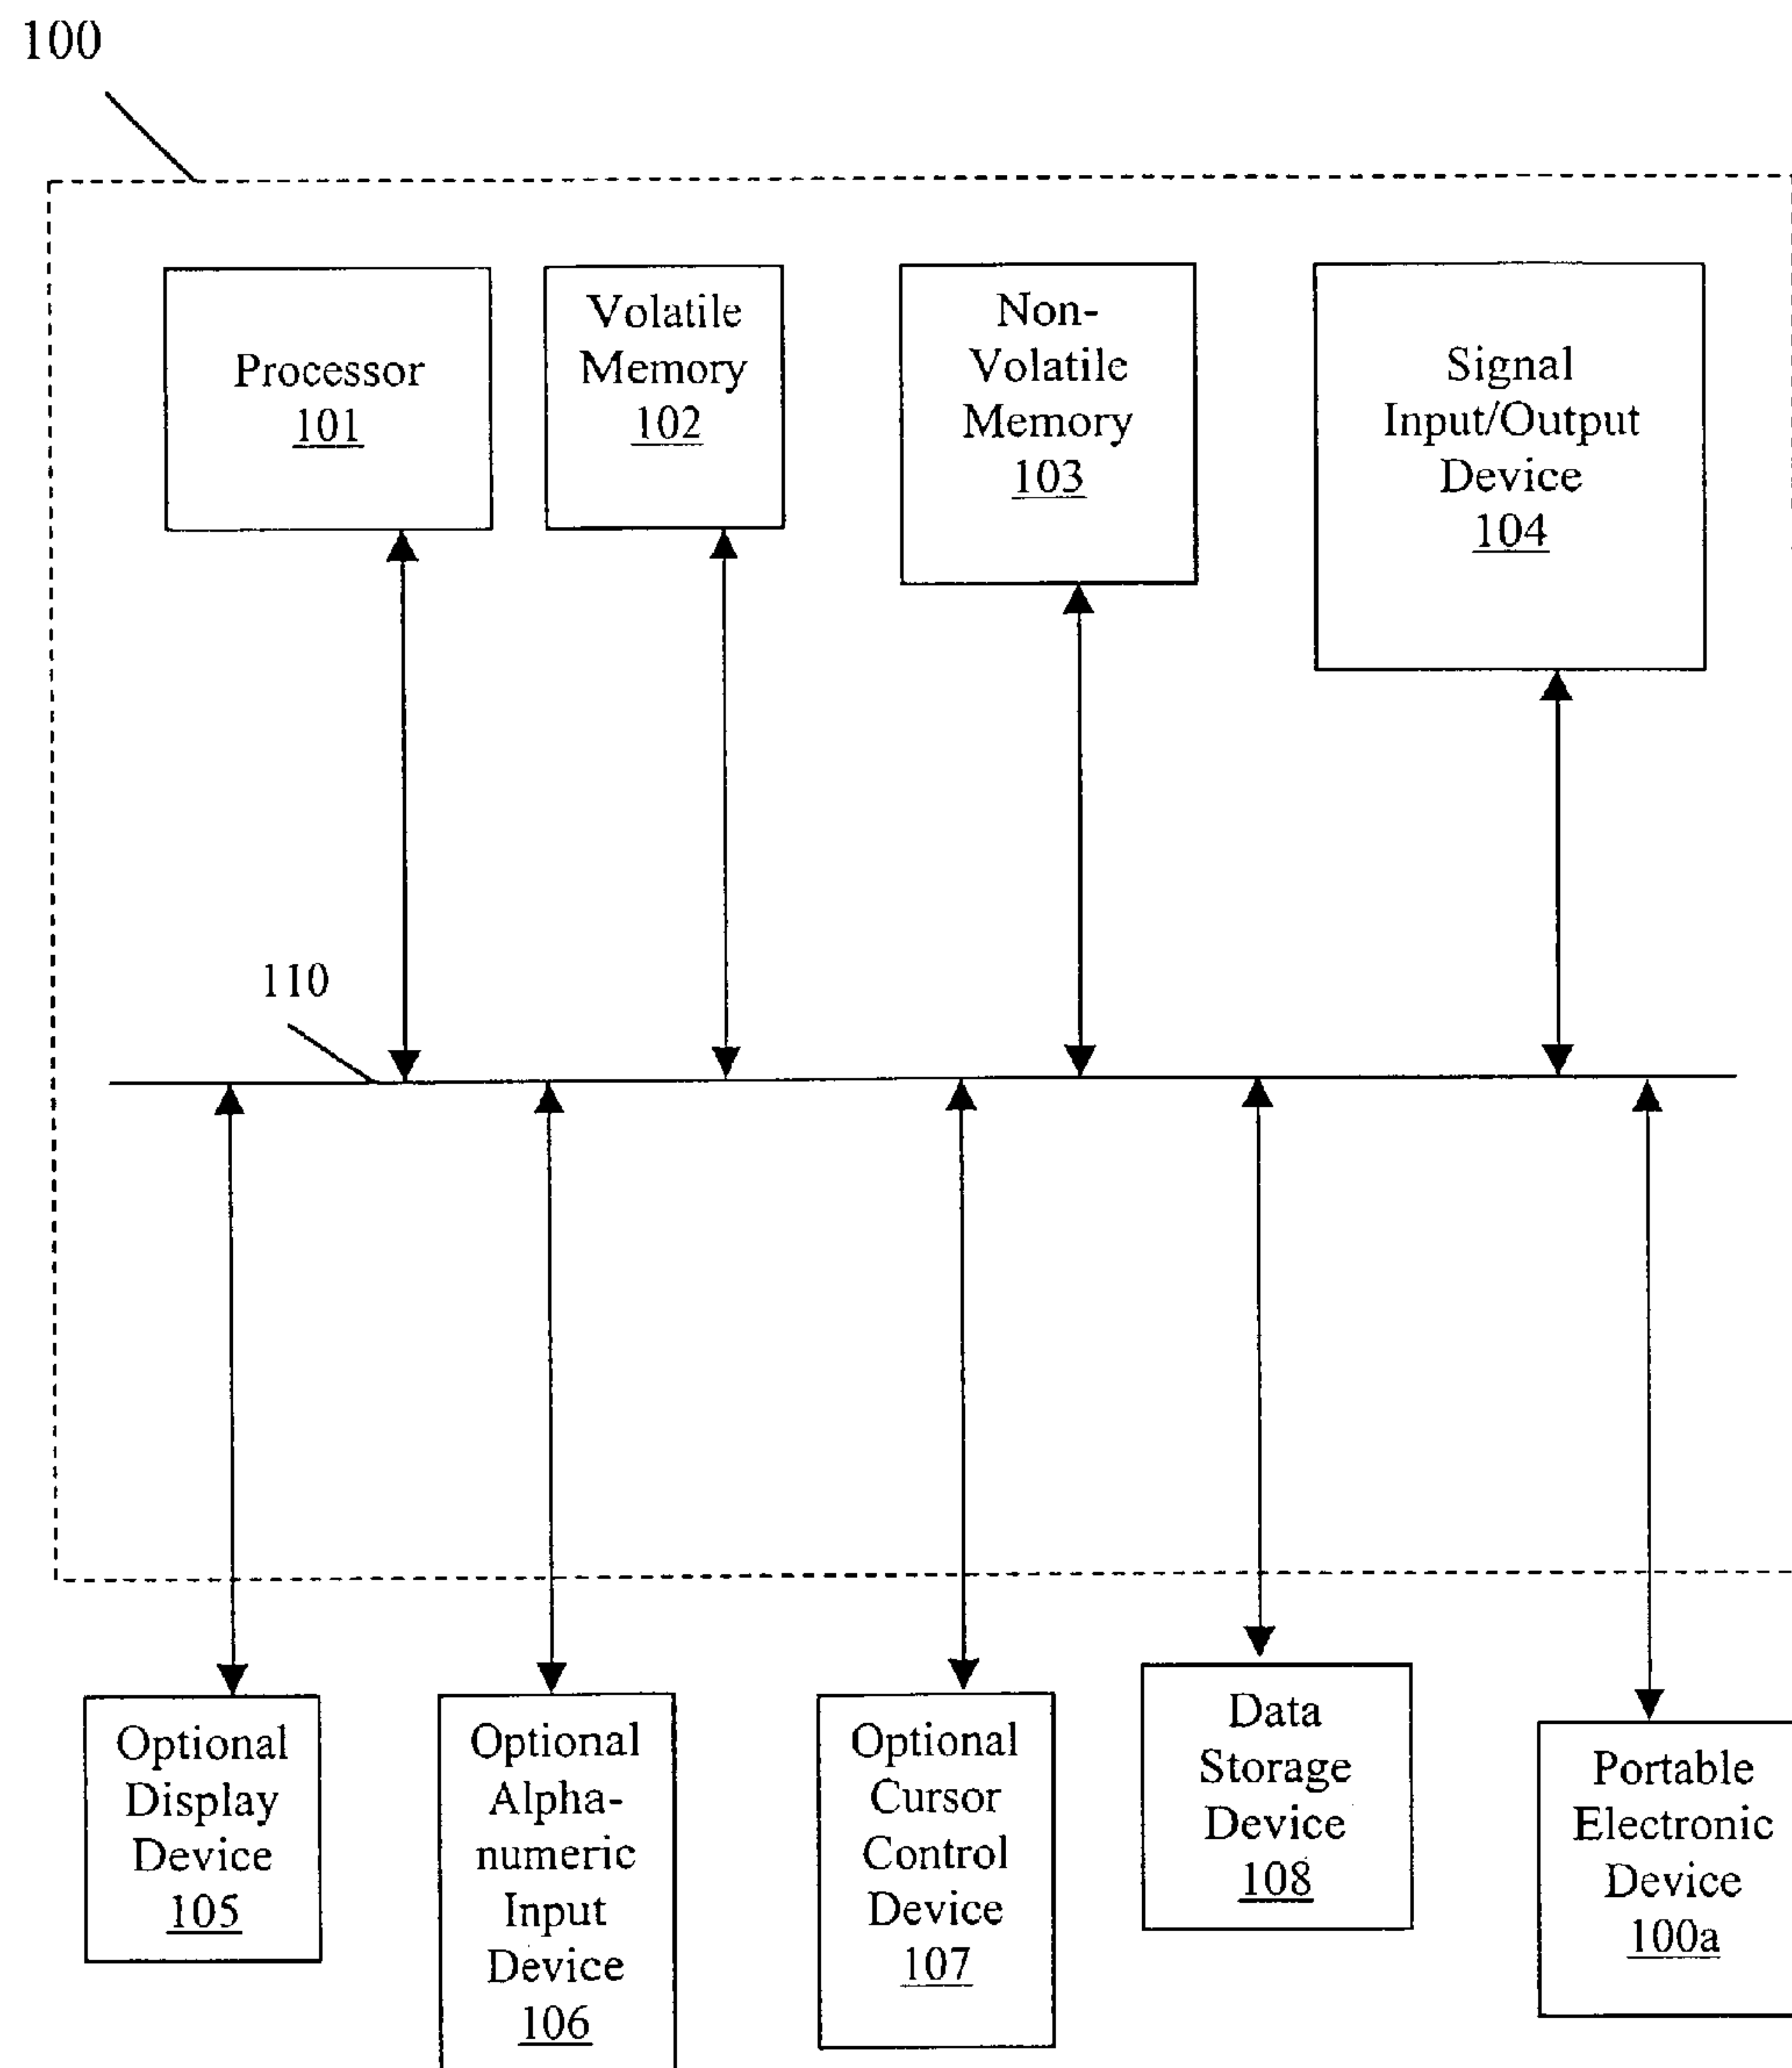 100
Processor
101
Volatile
Memory
102
Non-
Volatile
Memory
103
Signal
Input/Output
Device
104
110
Optional
Display
Device
105
Optional
Alpha-
numeric
Input
Device
106
Optional
Cursor
Control
Device
107
Data
Storage
Device
108
Portable
Electronic
Device
100a